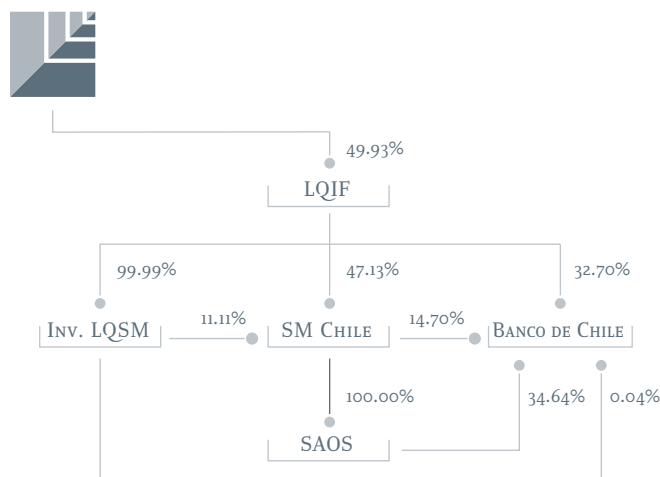 49.93%
LQIF
99.99%
47.13%
32.70%
Inv. LQSM
11.11%
SM Chile
14.70%
Banco de Chile
100.00%
34.64%
0.04%
SAOS